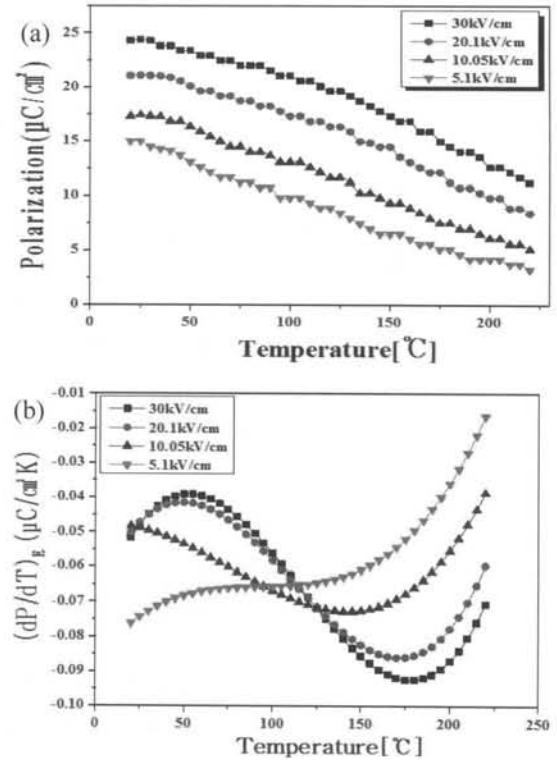 (a)
25
20
15
10
5
0
Polarization(µC/㎠)
30kV/cm
20.1kV/cm
10.05kV/cm
5.1kV/cm
0 50 100 150 200
Temperature[℃]
(b)
-0.01
-0.02
-0.03
-0.04
-0.05
-0.06
-0.07
-0.08
-0.09
-0.10
(dP/dT)E (µC/㎠K)
30kV/cm
20.1kV/cm
10.05kV/cm
5.1kV/cm
0 50 100 150 200 250
Temperature[℃]